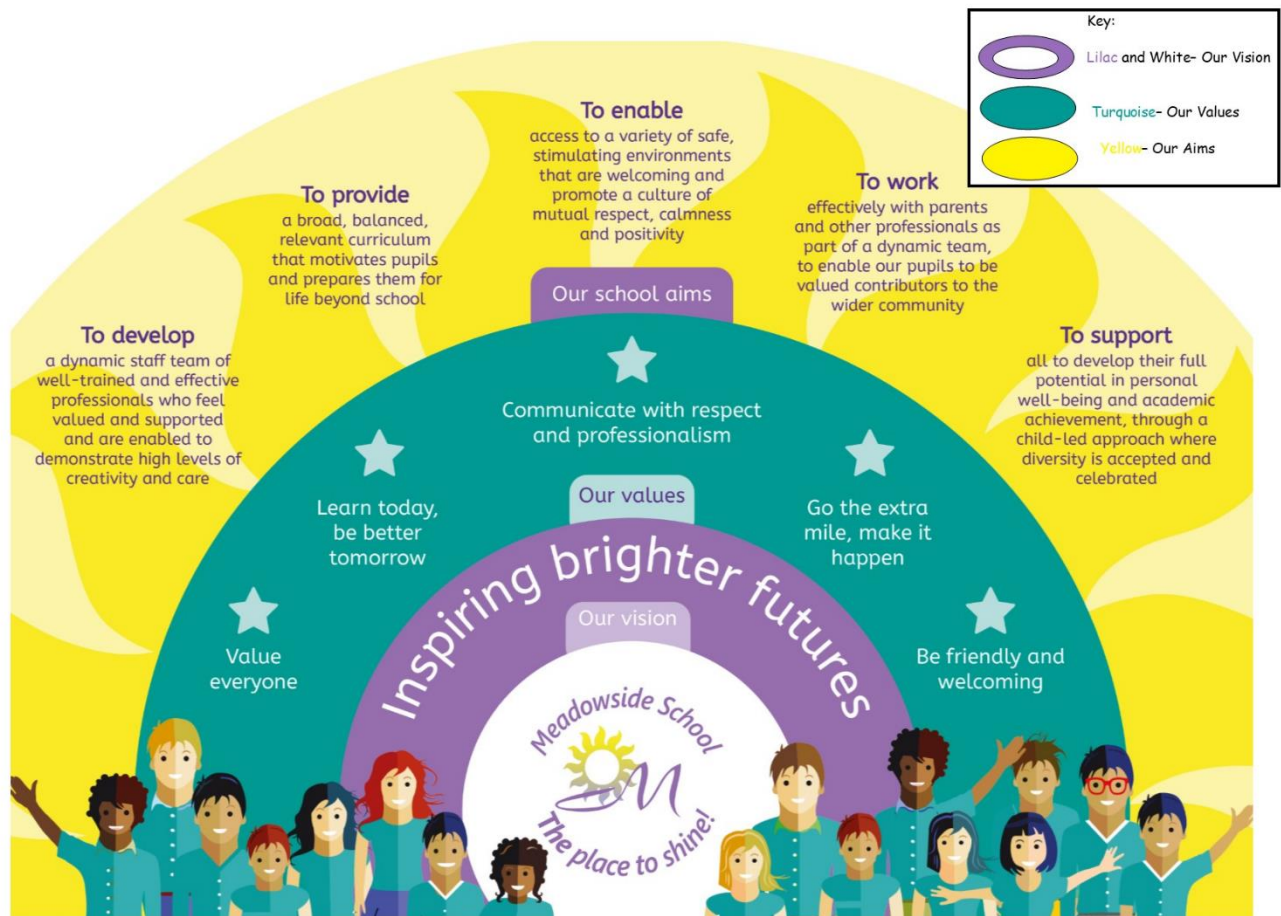 Key:
Lilac and White– Our Vision
Turquoise– Our Values
Yellow– Our Aims
To enable
access to a variety of safe,
stimulating environments
that are welcoming and
promote a culture of
mutual respect, calmness
and positivity
To provide
a broad, balanced,
relevant curriculum
that motivates pupils
and prepares them for
life beyond school
To work
effectively with parents
and other professionals as
part of a dynamic team,
to enable our pupils to be
valued contributors to the
wider community
To develop
a dynamic staff team of
well-trained and effective
professionals who feel
valued and supported
and are enabled to
demonstrate high levels of
creativity and care
To support
all to develop their full
potential in personal
well-being and academic
achievement, through a
child-led approach where
diversity is accepted and
celebrated
Our school aims
Communicate with respect
and professionalism
Learn today,
be better
tomorrow
Go the extra
mile, make it
happen
Value
everyone
Be friendly and
welcoming
Our values
Inspiring brighter futures
Our vision
Meadowside School
M
The place to shine!